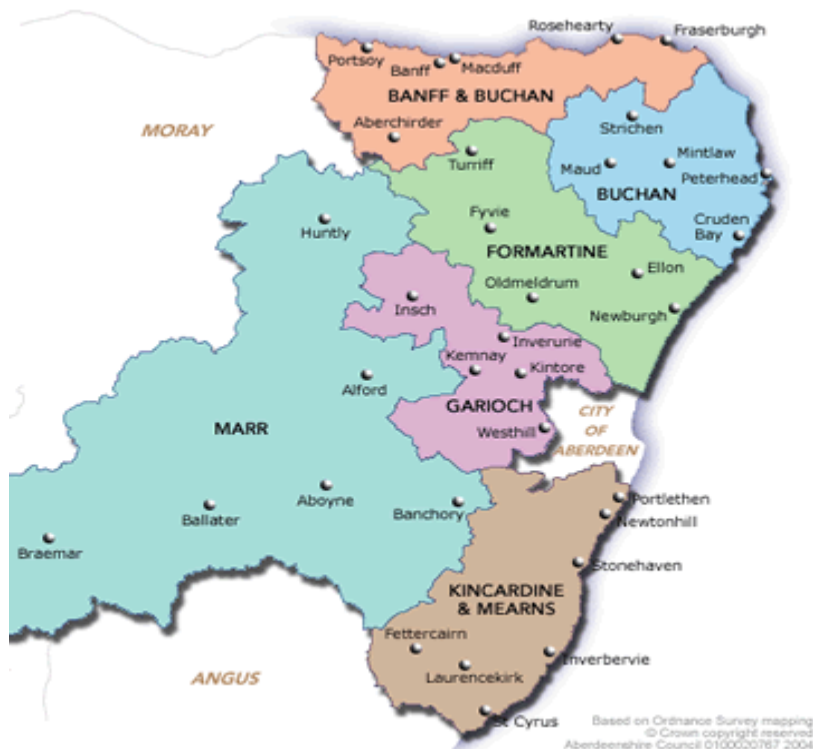 Rosehearty
Fraserburgh
Portsoy
Banff
Macduff
BANFF & BUCHAN
Aberchirder
MORAY
Strichen
Turriff
Maud
Mintlaw
Peterhead
BUCHAN
Huntly
Fyvie
Cruden
Bay
FORMARTINE
Ellon
Oldmeldrum
Insch
Newburgh
Inverurie
Kemnay
Kintore
Alford
GARIOCH
CITY
OF
ABERDEEN
MARR
Westhill
Aboyne
Portlethen
Ballater
Banchory
Newtonhill
Braemar
Stonehaven
KINCARDINE
& MEARNS
Fettercairn
Inverbervie
ANGUS
Laurencekirk
St Cyrus
Based on Ordnance Survey mapping
© Crown copyright reserved
Aberdeenshire Council 0100020767 2004